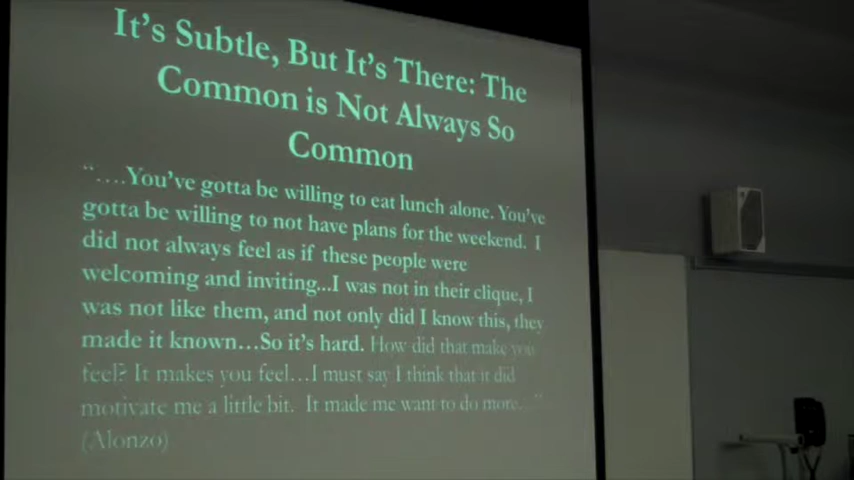 It's Subtle, But It's There: The
Common is Not Always So
Common
"….You've gotta be willing to eat lunch alone. You've
gotta be willing to not have plans for the weekend. I
did not always feel as if these people were
welcoming and inviting...I was not in their clique, I
was not like them, and not only did I know this, they
made it known…So it's hard. How did that make you
feel? It makes you feel…I must say I think that it did
motivate me a little bit. It made me want to do more. "
(Alonzo)